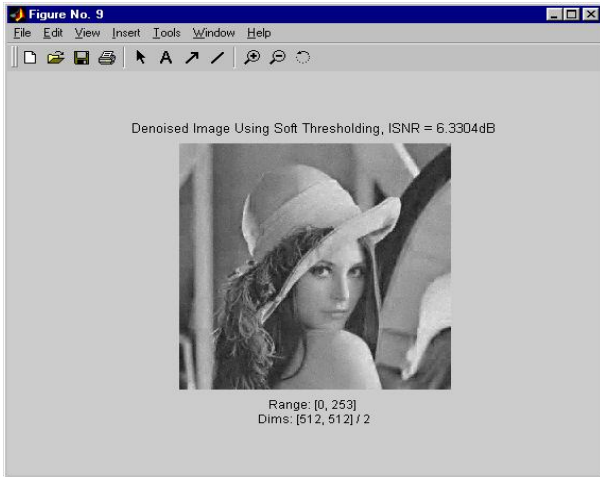 Figure No. 9
File Edit View Insert Tools Window Help
A
Denoised Image Using Soft Thresholding, ISNR = 6.3304dB
Range: [0, 253]
Dims: [512, 512] / 2